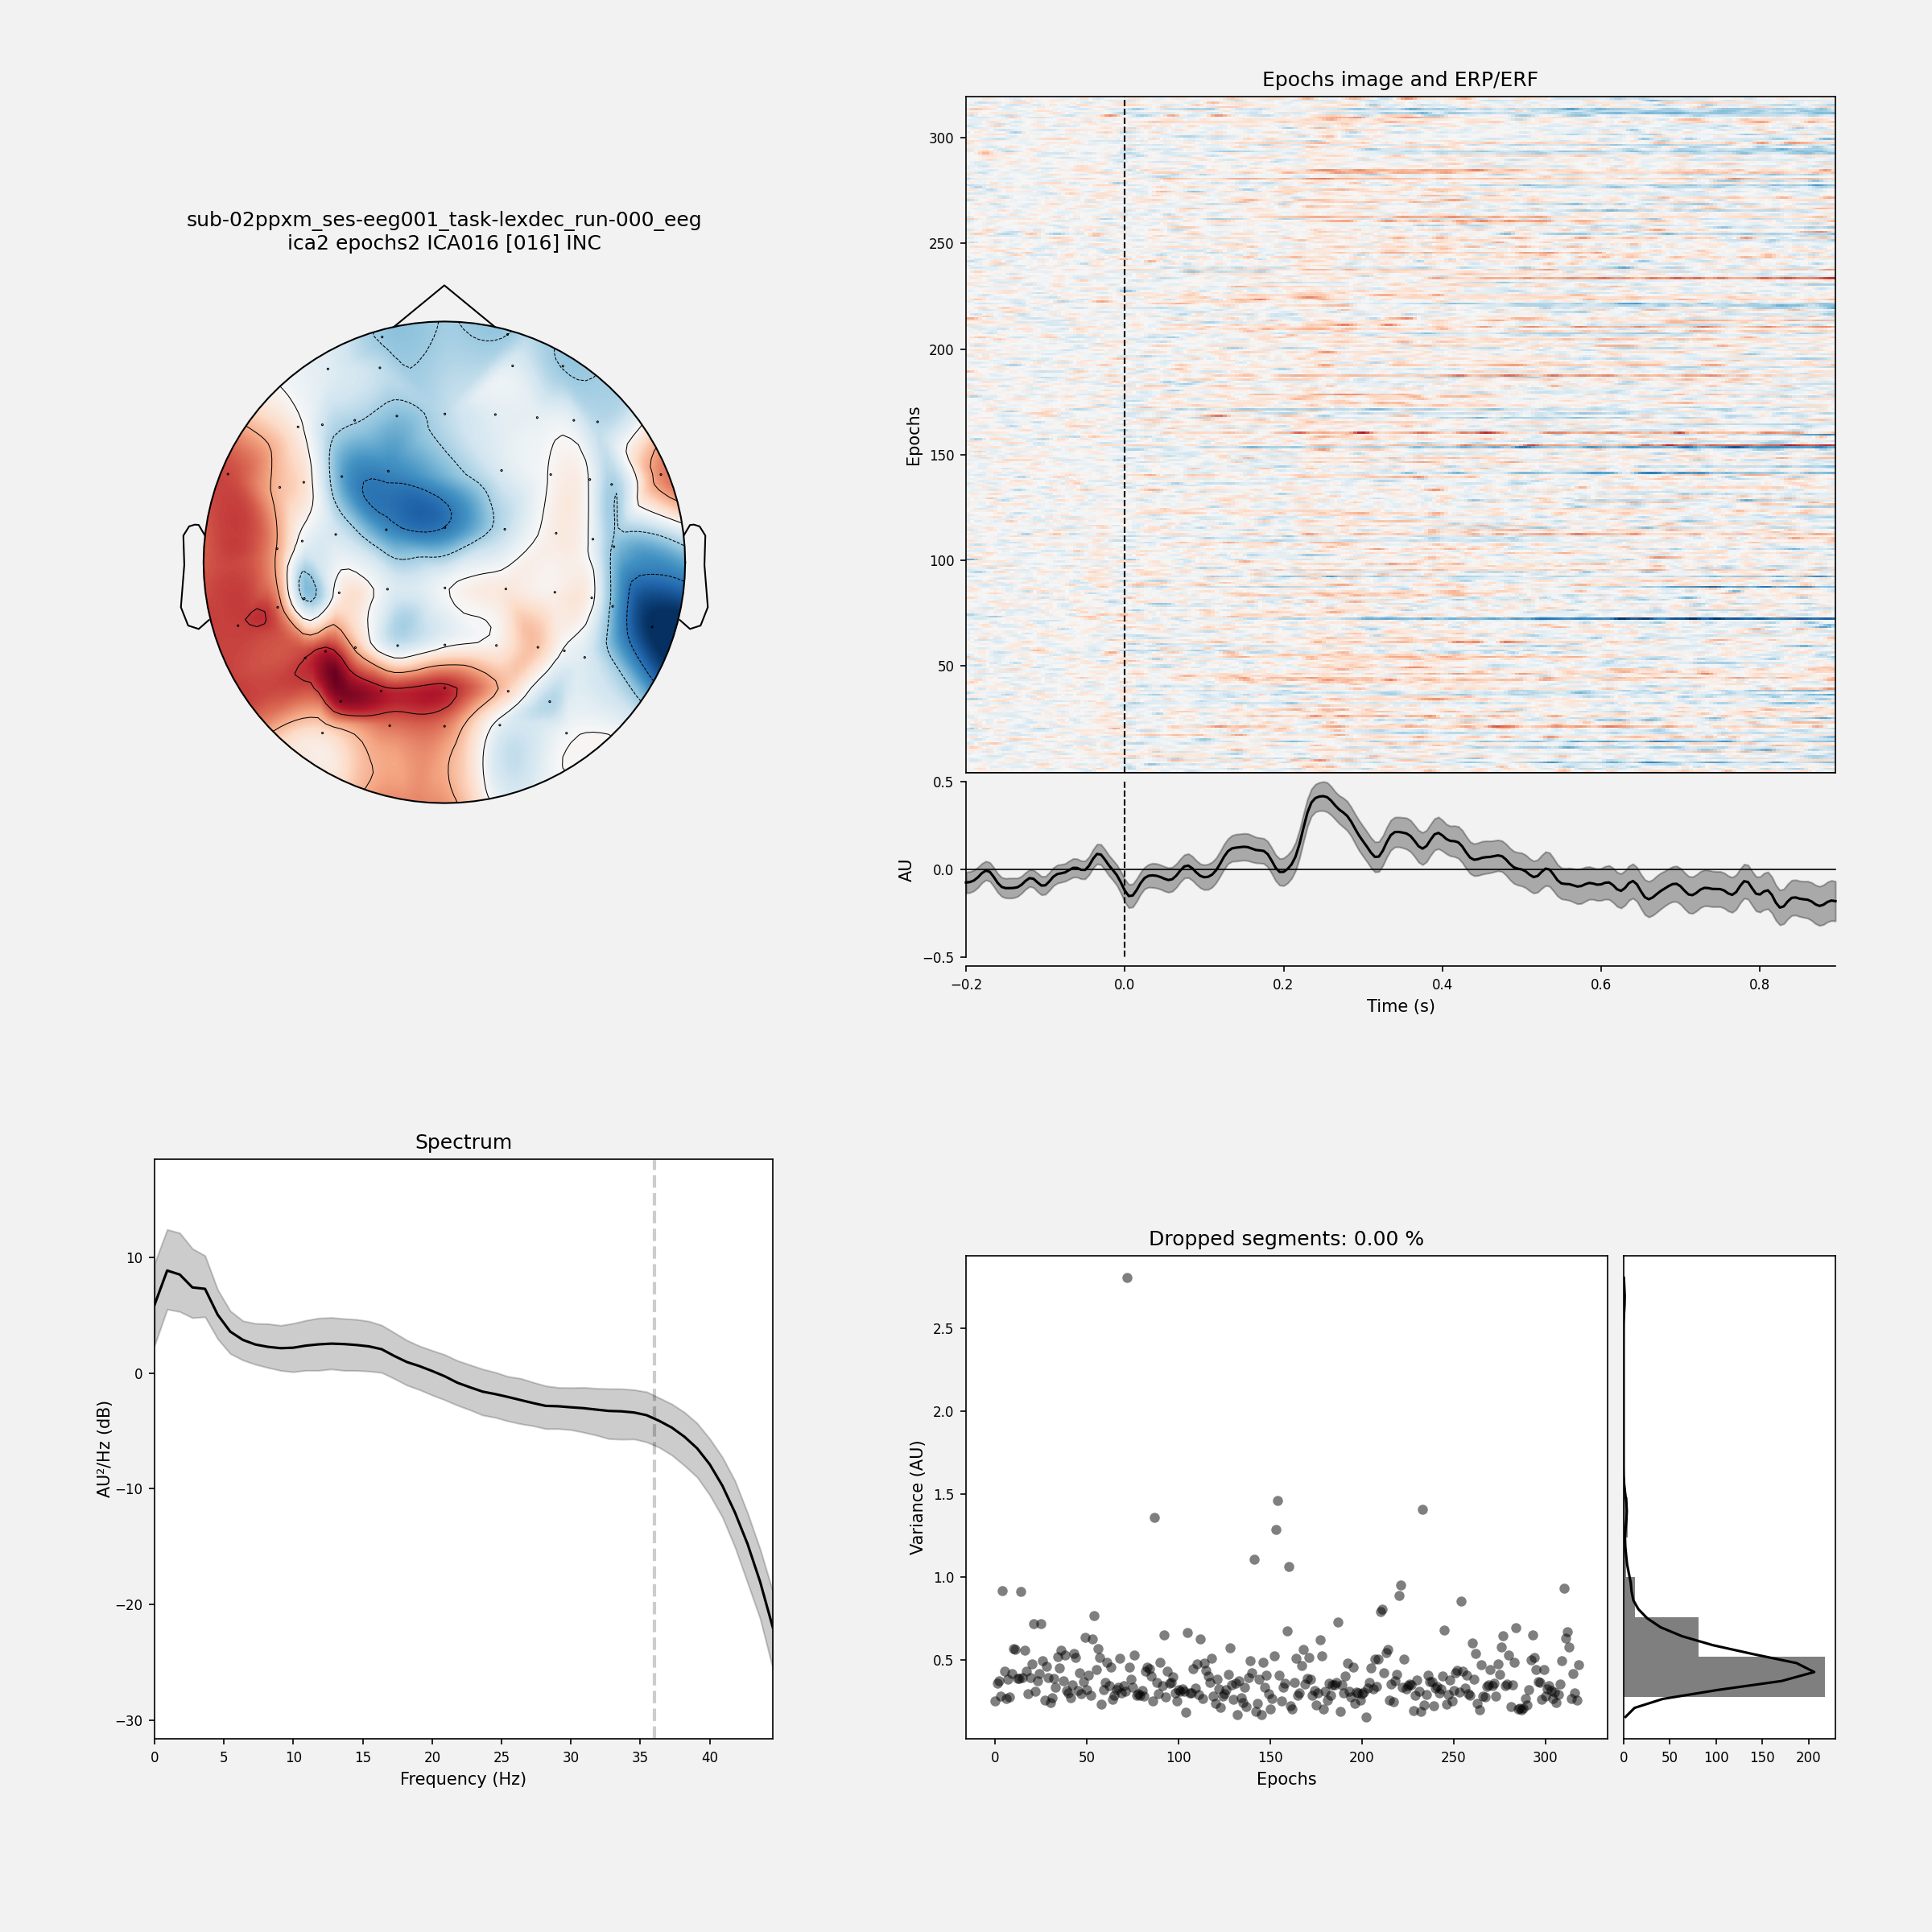 sub-02ppxm_ses-eeg001_task-lexdec_run-000_eeg
ica2 epochs2 ICA016 [016] INC
Epochs image and ERP/ERF
300
250
200
150
100
50
Epochs
0.5
0.0
−0.5
AU
−0.2 0.0 0.2 0.4 0.6 0.8
Time (s)
Spectrum
10
0
−10
−20
−30
AU²/Hz (dB)
0 5 10 15 20 25 30 35 40
Frequency (Hz)
Dropped segments: 0.00 %
2.5
2.0
1.5
1.0
0.5
Variance (AU)
0 50 100 150 200 250 300
Epochs
0 50 100 150 200